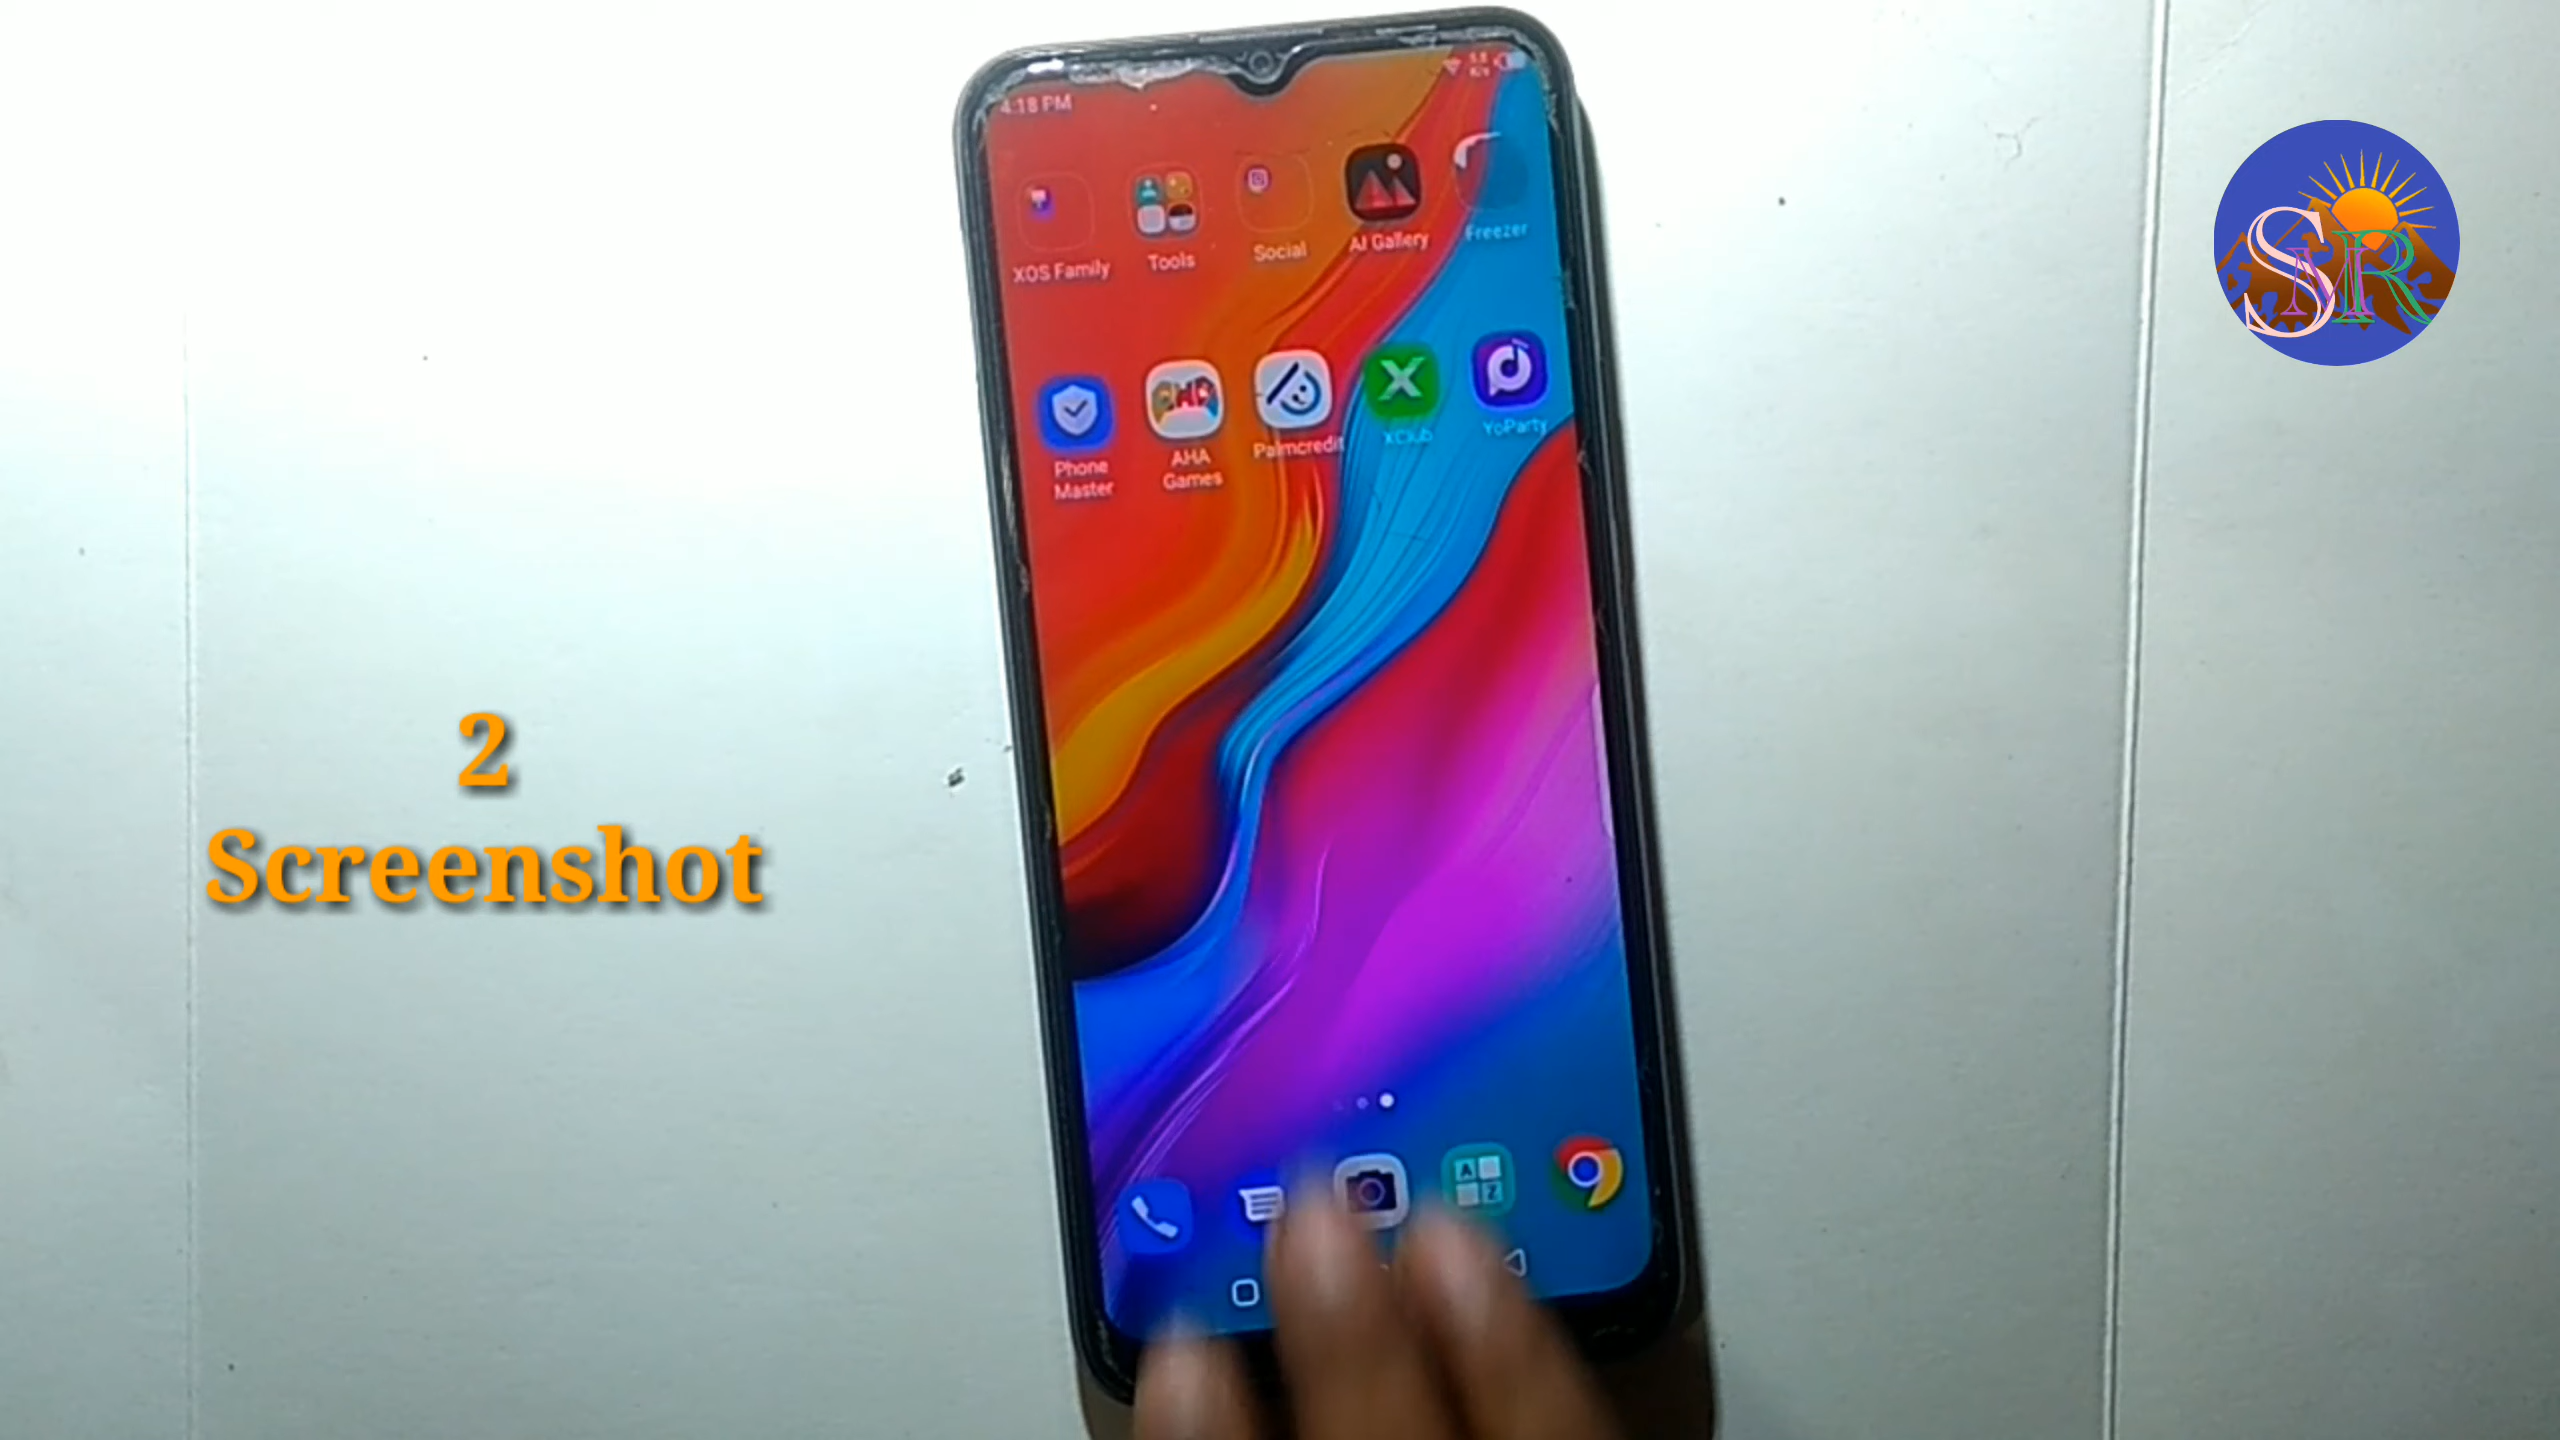 4:18 PM
XOS Family
Tools
Social
AI Gallery
Freezer
Phone
Master
AHA
Games
Palmcredit
XClub
YoParty
2
Screenshot
SMR
A
Z